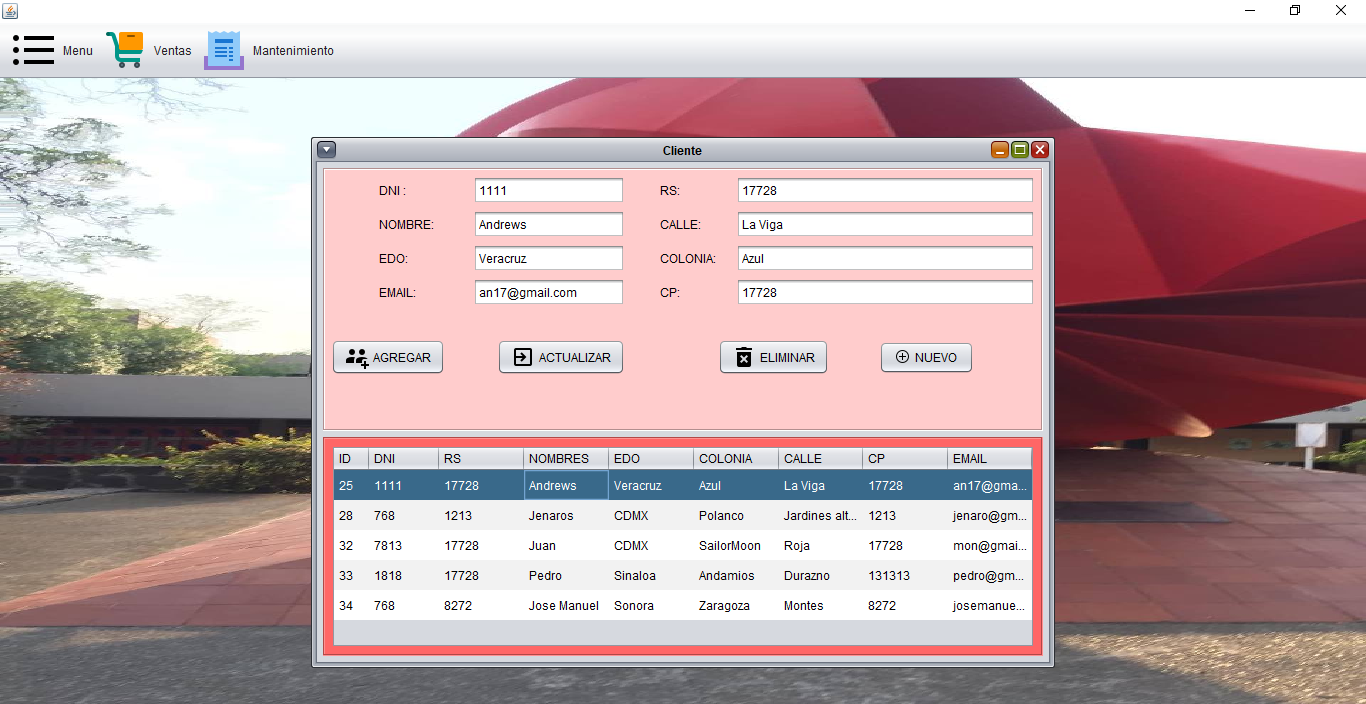 Menu Ventas Mantenimiento
Cliente
DNI : 1111 RS: 17728
NOMBRE: Andrews CALLE: La Viga
EDO: Veracruz COLONIA: Azul
EMAIL: an17@gmail.com CP: 17728
AGREGAR ACTUALIZAR ELIMINAR NUEVO
ID DNI RS NOMBRES EDO COLONIA CALLE CP EMAIL
25 1111 17728 Andrews Veracruz Azul La Viga 17728 an17@gma...
28 768 1213 Jenaros CDMX Polanco Jardines alt... 1213 jenaro@gm...
32 7813 17728 Juan CDMX SailorMoon Roja 17728 mon@gmai...
33 1818 17728 Pedro Sinaloa Andamios Durazno 131313 pedro@gm...
34 768 8272 Jose Manuel Sonora Zaragoza Montes 8272 josemanue...